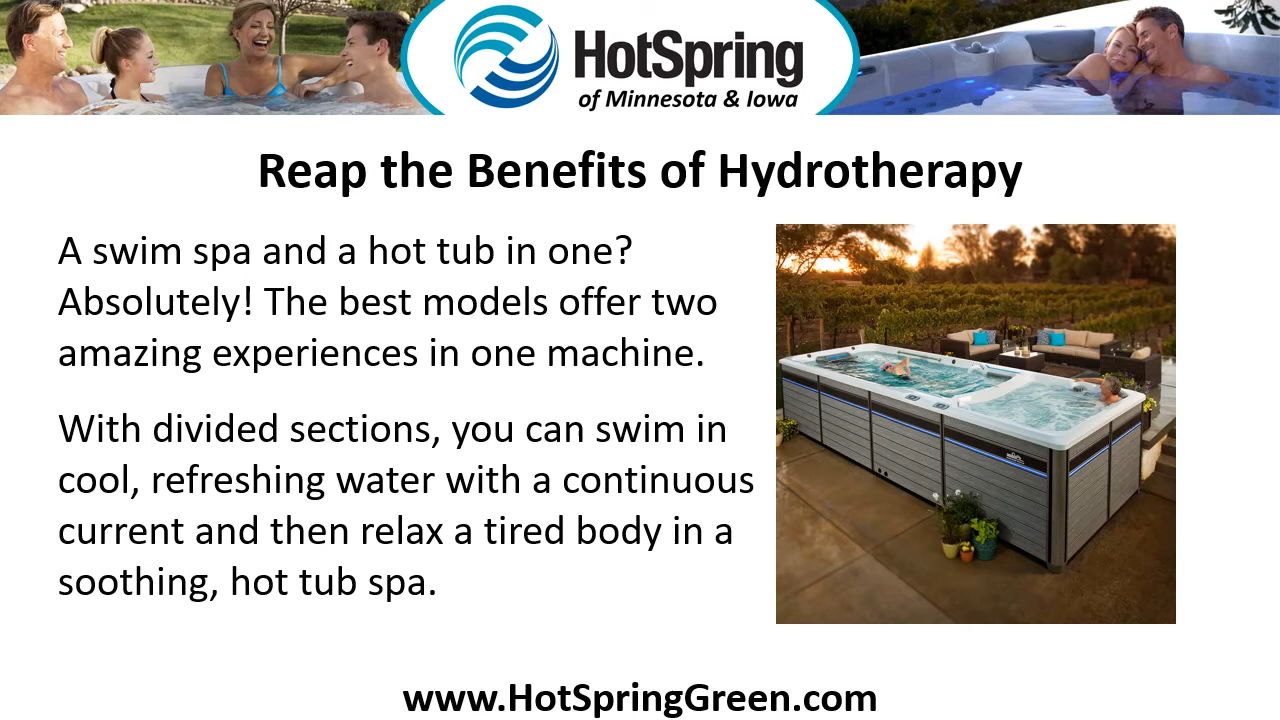 HotSpring
of Minnesota & Iowa
Reap the Benefits of Hydrotherapy
A swim spa and a hot tub in one?
Absolutely! The best models offer two
amazing experiences in one machine.
With divided sections, you can swim in
cool, refreshing water with a continuous
current and then relax a tired body in a
soothing, hot tub spa.
www.HotSpringGreen.com